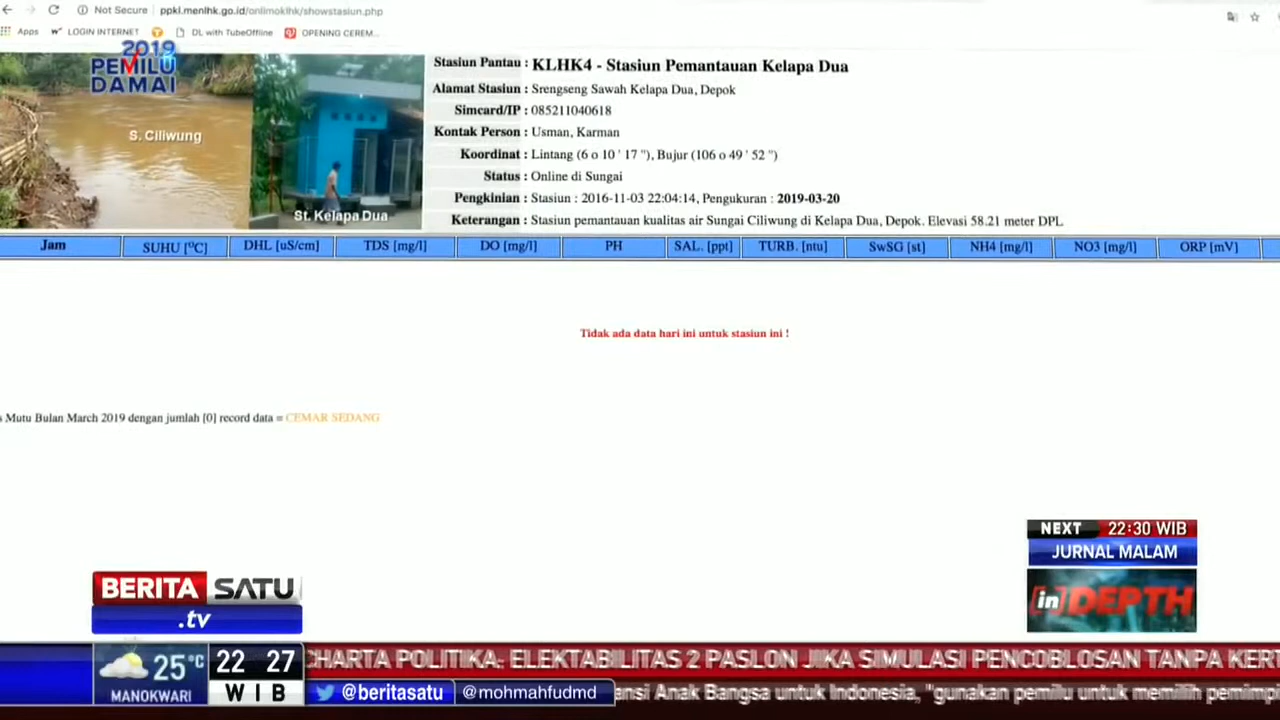 Not Secure | ppkl.menlhk.go.id/onlimoklhk/showstasiun.php
Apps LOGIN INTERNET DL with TubeOffline OPENING CEREM...
2019
PEMILU
DAMAI
S. Ciliwung
St. Kelapa Dua
Stasiun Pantau : KLHK4 - Stasiun Pemantauan Kelapa Dua
Alamat Stasiun : Srengseng Sawah Kelapa Dua, Depok
Simcard/IP : 085211040618
Kontak Person : Usman, Karman
Koordinat : Lintang (6 o 10 ' 17 "), Bujur (106 o 49 ' 52 ")
Status : Online di Sungai
Pengkinian : Stasiun : 2016-11-03 22:04:14, Pengukuran : 2019-03-20
Keterangan : Stasiun pemantauan kualitas air Sungai Ciliwung di Kelapa Dua, Depok. Elevasi 58.21 meter DPL
Jam SUHU [ºC] DHL [uS/cm] TDS [mg/l] DO [mg/l] PH SAL. [ppt] TURB. [ntu] SwSG [st] NH4 [mg/l] NO3 [mg/l] ORP [mV]
Tidak ada data hari ini untuk stasiun ini !
s Mutu Bulan March 2019 dengan jumlah [0] record data = CEMAR SEDANG
NEXT 22:30 WIB
JURNAL MALAM
[in] DEPTH
BERITA SATU
.tv
25°C
MANOKWARI
22 27
WIB
CHARTA POLITIKA: ELEKTABILITAS 2 PASLON JIKA SIMULASI PENCOBLOSAN TANPA KERT
@beritasatu @mohmahfudmd ansi Anak Bangsa untuk Indonesia, "gunakan pemilu untuk memilih pemimp